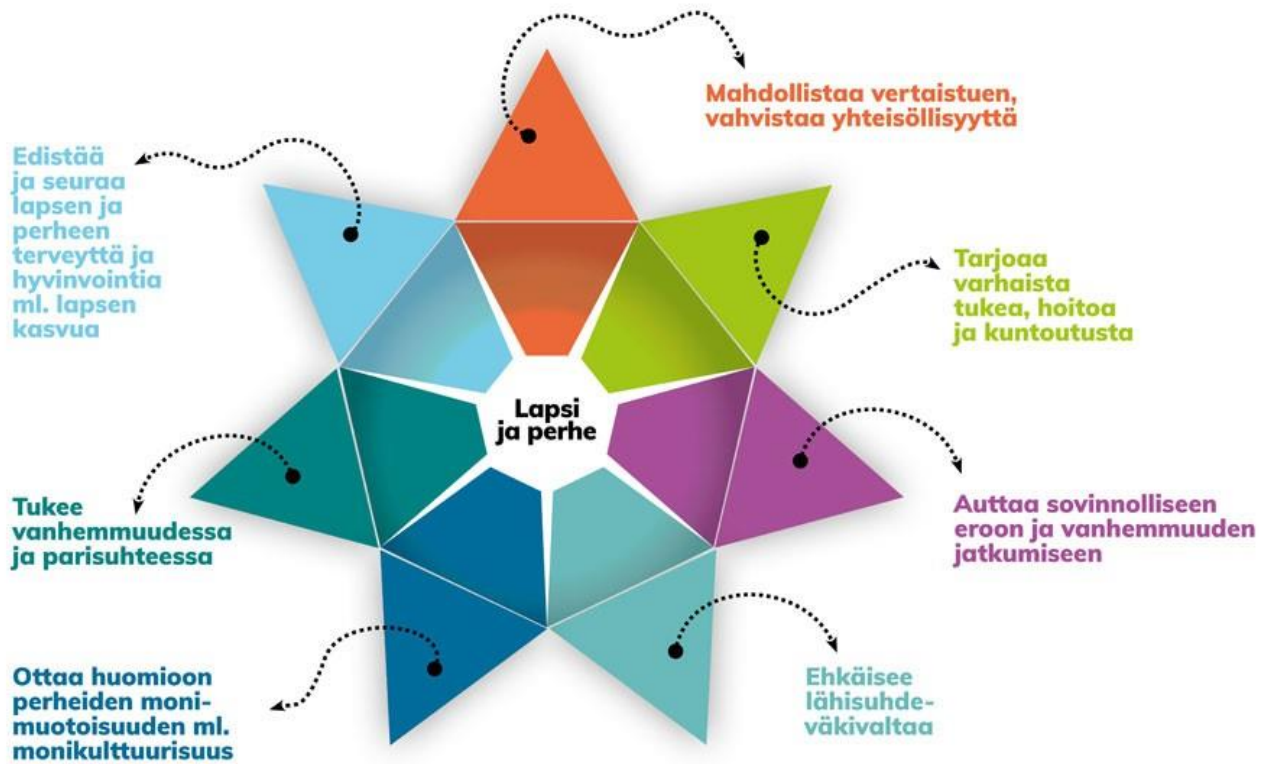 Mahdollistaa vertaistuen,
vahvistaa yhteisöllisyyttä
Edistää
ja seuraa
lapsen ja
perheen
terveyttä ja
hyvinvointia
ml. lapsen
kasvua
Tarjoaa
varhaista
tukea, hoitoa
ja kuntoutusta
Lapsi
ja perhe
Tukee
vanhemmuudessa
ja parisuhteessa
Auttaa sovinnolliseen
eroon ja vanhemmuuden
jatkumiseen
Ottaa huomioon
perheiden moni-
muotoisuuden ml.
monikulttuurisuus
Ehkäisee
lähisuhde-
väkivaltaa